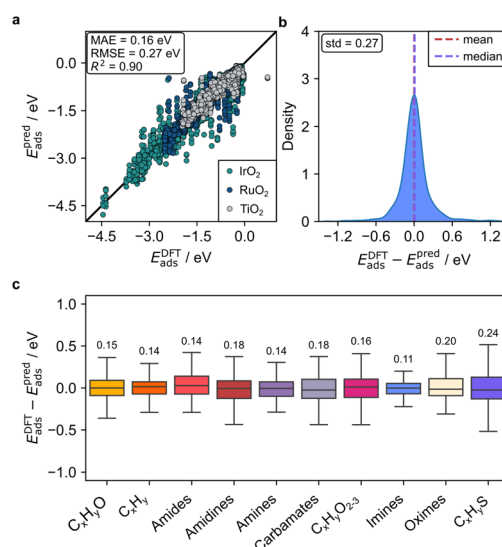 a
MAE = 0.16 eV
RMSE = 0.27 eV
R² = 0.90
0.0
−1.5
−3.0
−4.5
E_ads^pred / eV
IrO₂
RuO₂
TiO₂
−4.5 −3.0 −1.5 0.0
E_ads^DFT / eV
b
std = 0.27
mean
median
4
3
2
1
0
Density
−1.2 −0.6 0.0 0.6 1.2
E_ads^DFT − E_ads^pred / eV
c
1.0
0.5
0.0
−0.5
−1.0
E_ads^DFT − E_ads^pred / eV
0.15 0.14 0.14 0.18 0.14 0.18 0.16 0.11 0.20 0.24
CₓHᵧO
CₓHᵧ
Amides
Amidines
Amines
Carbamates
CₓHᵧO₂₋₃
Imines
Oximes
CₓHᵧS